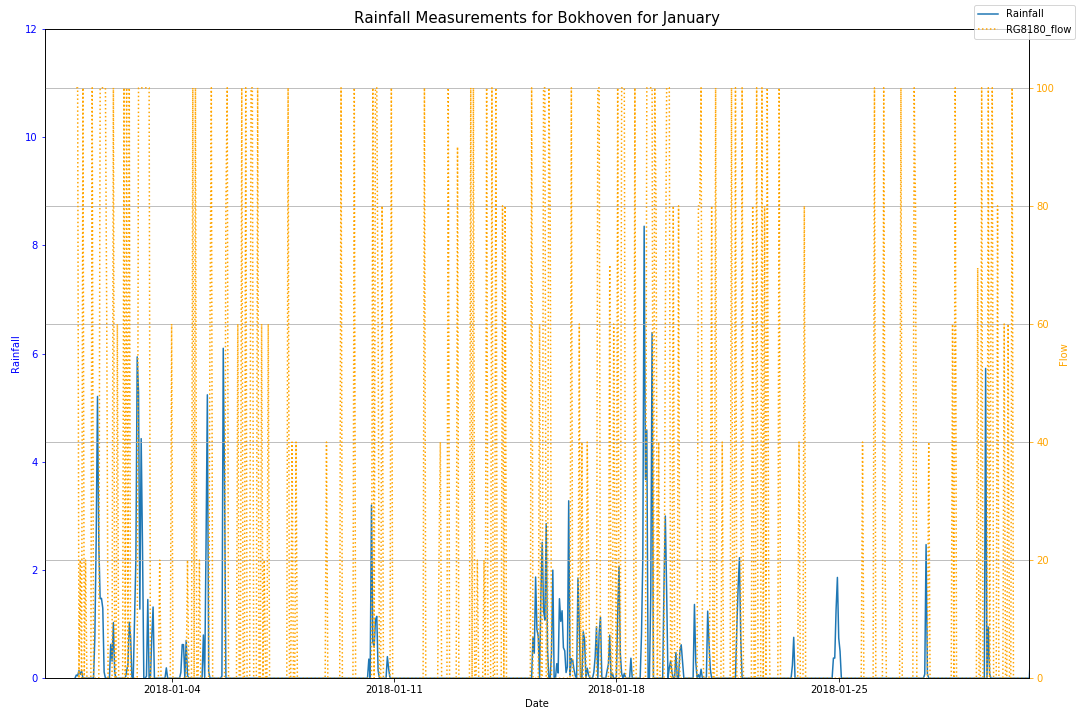 Rainfall Measurements for Bokhoven for January
Rainfall
RG8180_flow
12
10
8
6
4
2
0
Rainfall
100
80
60
40
20
0
Flow
2018-01-04
2018-01-11
2018-01-18
2018-01-25
Date